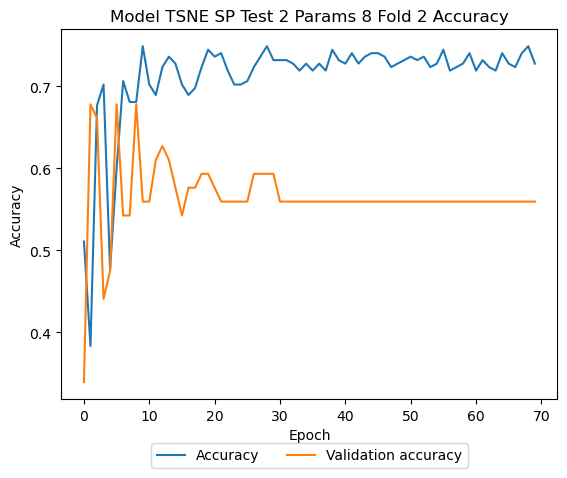 Model TSNE SP Test 2 Params 8 Fold 2 Accuracy
Accuracy
0.7
0.6
0.5
0.4
0 10 20 30 40 50 60 70
Epoch
Accuracy Validation accuracy